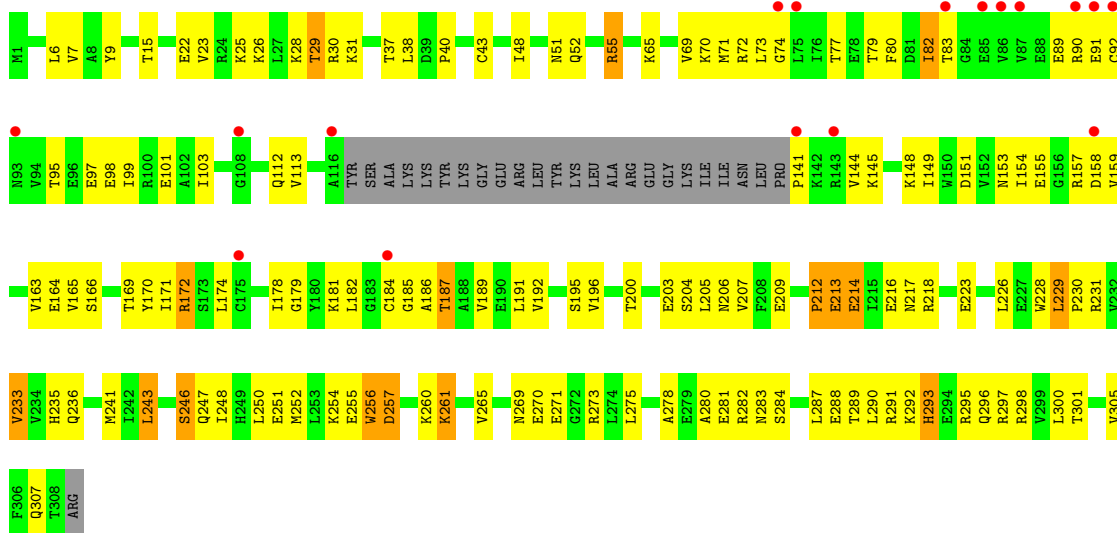 M1 L6 V7 A8 Y9 T15 E22 V23 R24 K25 K26 L27 K28 T29 R30 K31 T37 L38 D39 P40 C43 I48 N51 Q52 R55 K65 V69 K70 M71 R72 L73 G74 L75 I76 T77 E78 T79 F80 D81 I82 T83 G84 E85 V86 V87 E88 E89 R90 E91 C92
N93 V94 T95 E96 E97 E98 I99 R100 E101 A102 I103 G108 Q112 V113 A116 TYR SER ALA LYS LYS TYR LYS GLY GLU ARG LEU TYR LYS LEU ALA ARG GLU GLY LYS ILE ILE ASN LEU PRO P141 K142 R143 V144 K145 K148 I149 W150 D151 V152 N153 I154 E155 G156 R157 D158 V159
V163 E164 V165 S166 T169 Y170 I171 R172 S173 L174 C175 I178 G179 Y180 K181 L182 G183 C184 G185 A186 T187 A188 V189 E190 L191 V192 S195 V196 T200 E203 S204 L205 N206 V207 F208 E209 P212 E213 E214 I215 E216 N217 R218 E223 L226 E227 W228 L229 P230 R231 V232
V233 V234 H235 Q236 M241 I242 L243 S246 Q247 I248 H249 L250 E251 M252 L253 K254 E255 W256 D257 K260 K261 V265 N269 E270 E271 G272 R273 L274 L275 A278 E279 A280 E281 R282 N283 S284 L287 E288 T289 L290 R291 K292 H293 E294 R295 Q296 R297 R298 V299 L300 T301 V305
F306 Q307 T308 ARG